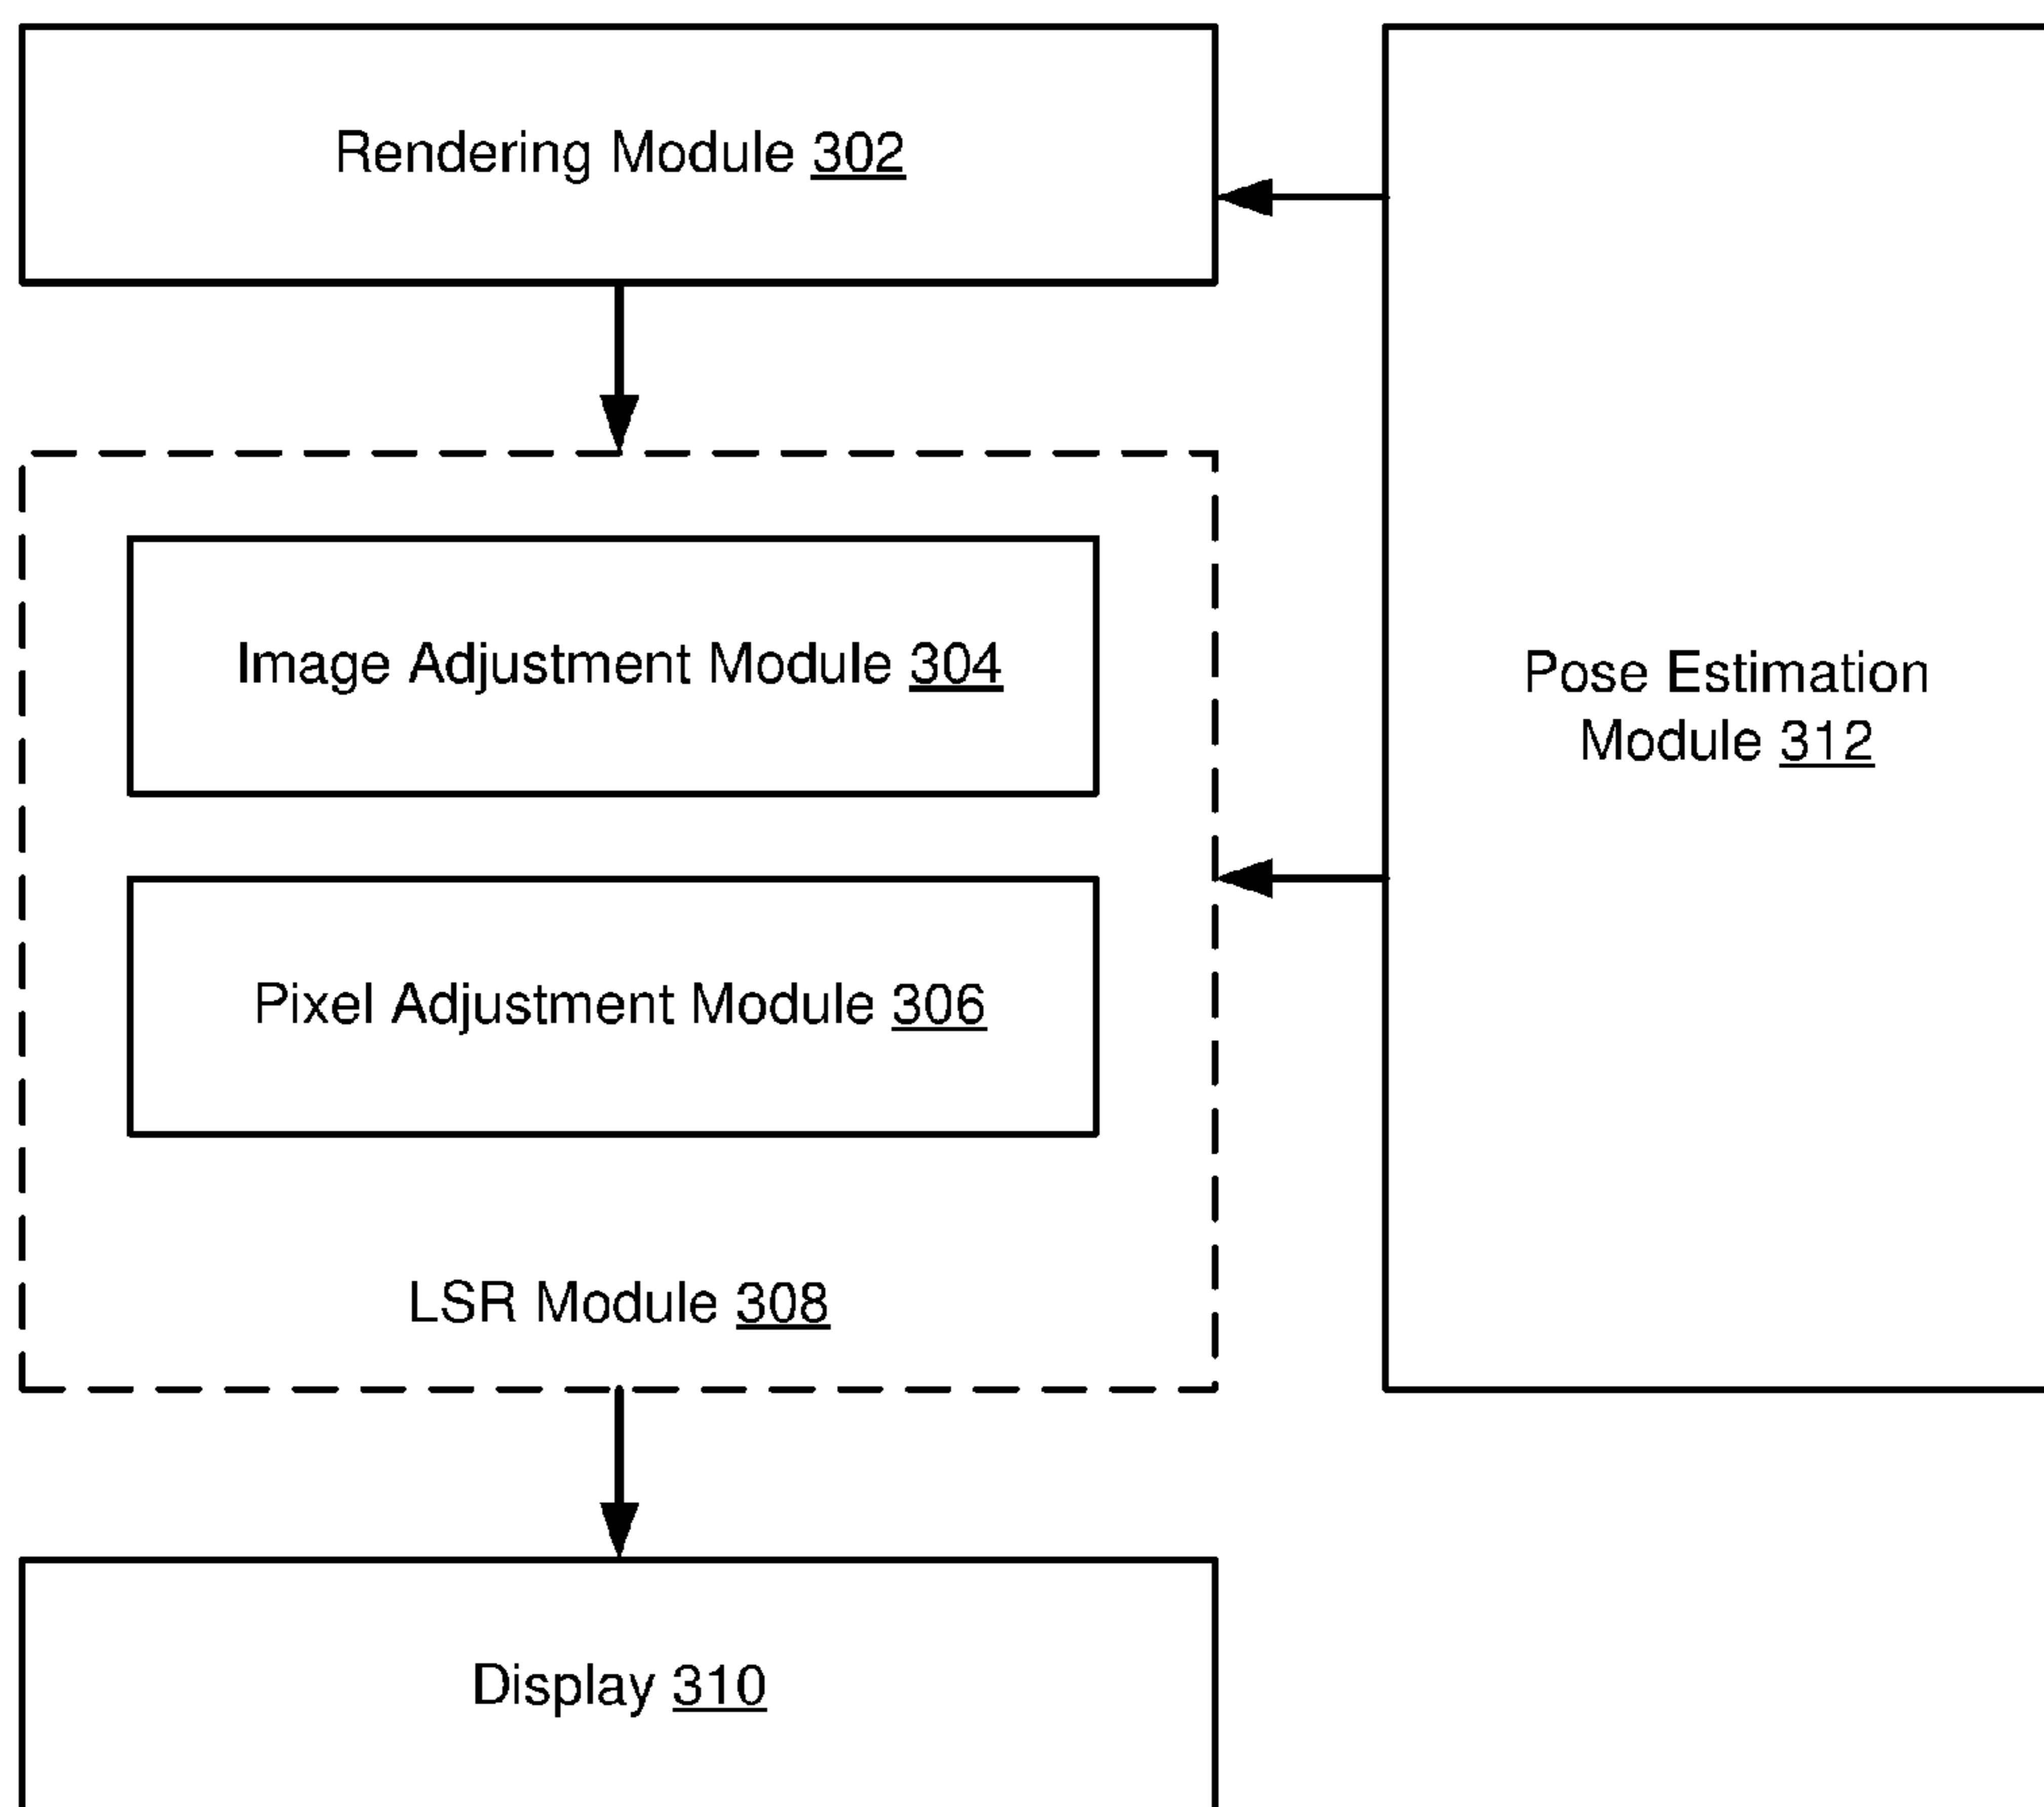 Rendering Module 302
Image Adjustment Module 304
Pixel Adjustment Module 306
LSR Module 308
Display 310
Pose Estimation
Module 312